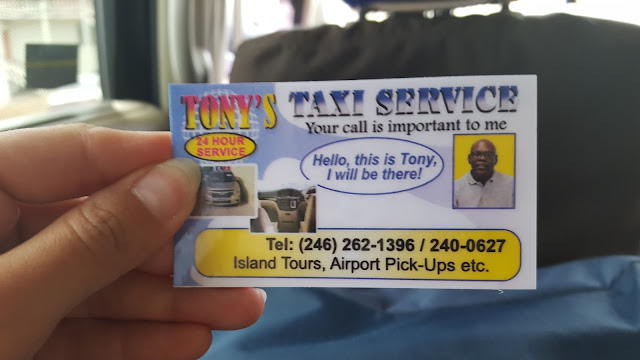 TONY'S TAXI SERVICE
Your call is important to me
24 HOUR
SERVICE
Hello, this is Tony,
I will be there!
Tel: (246) 262-1396 / 240-0627
Island Tours, Airport Pick-Ups etc.